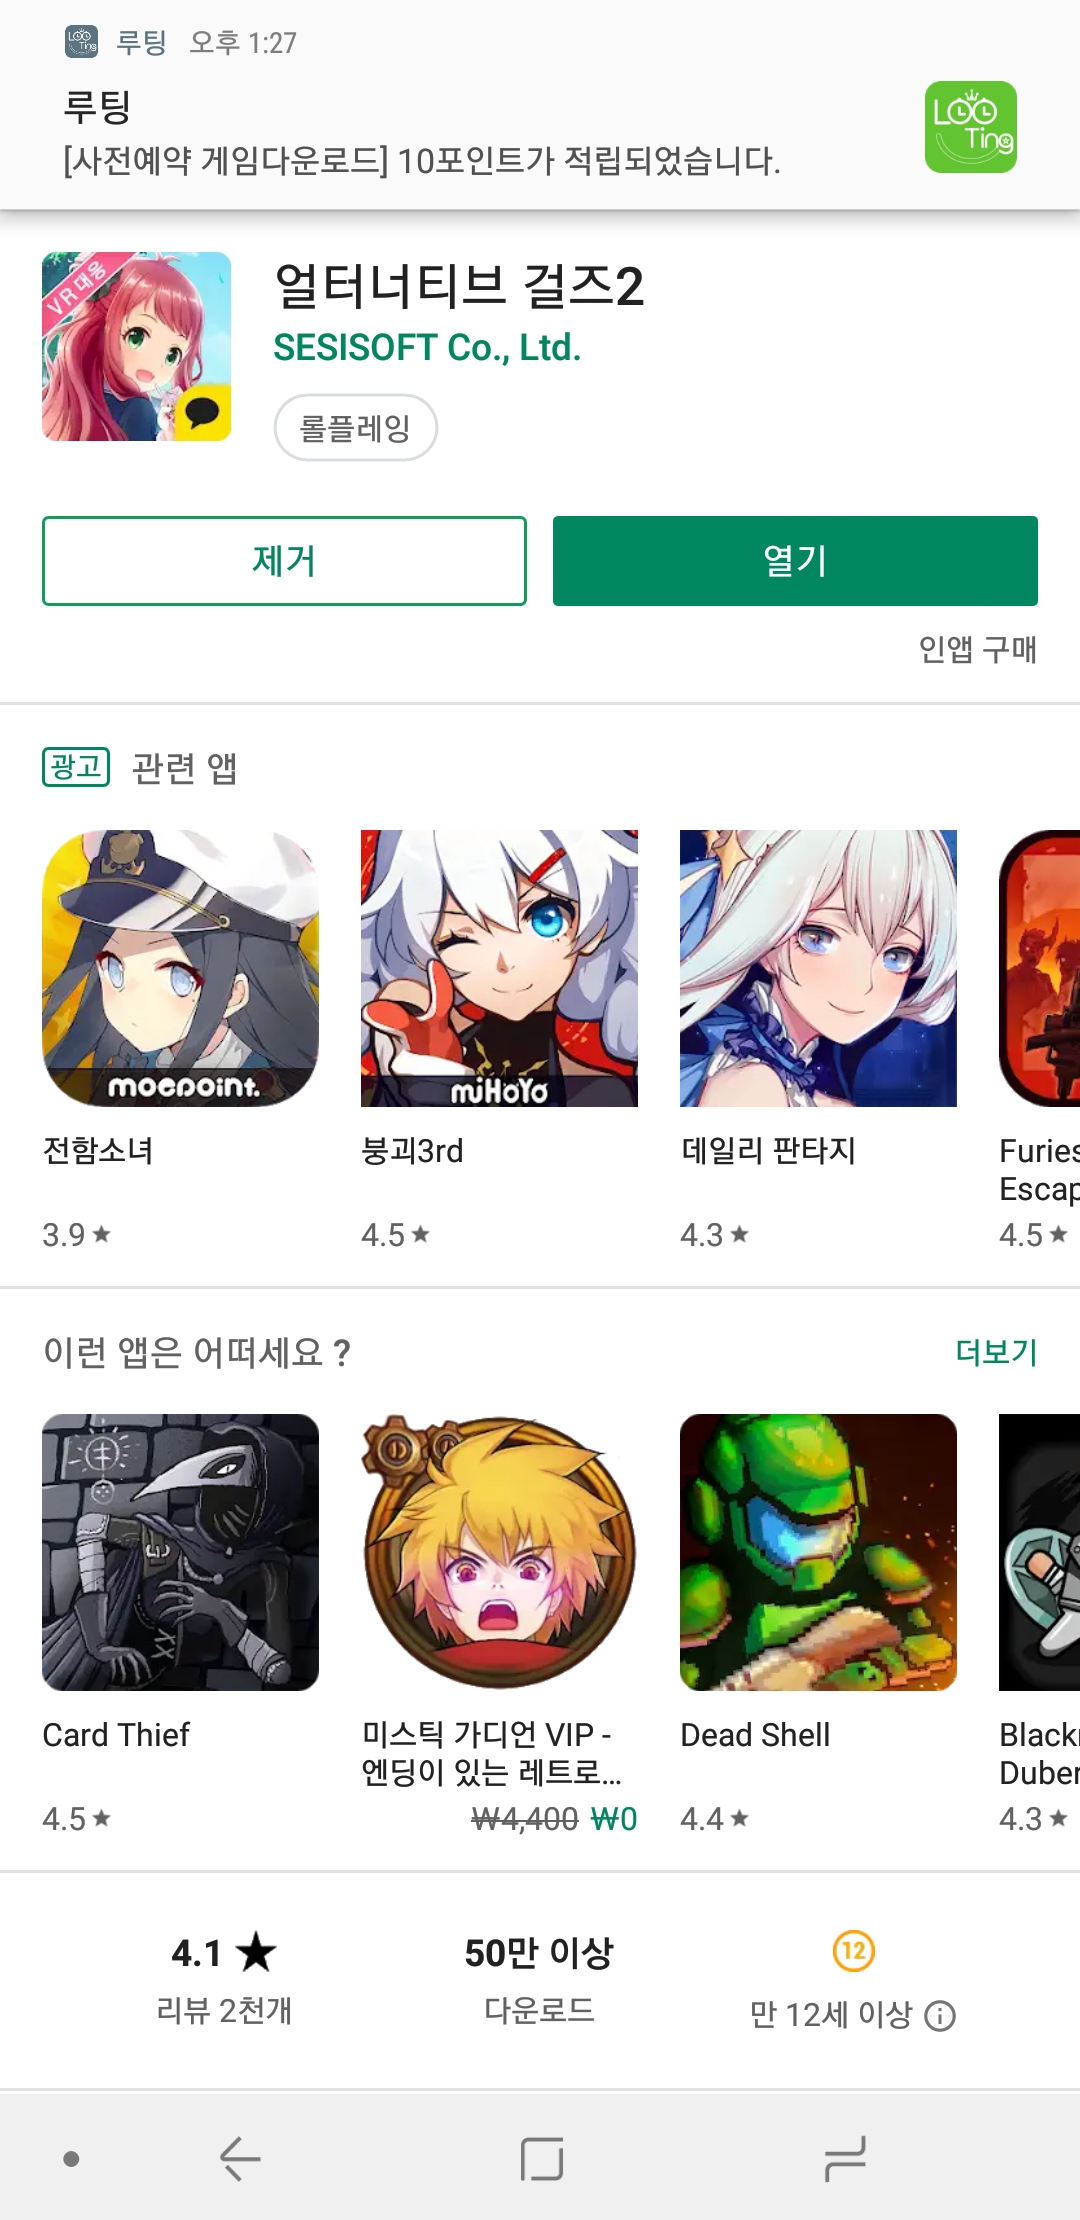 루팅 오후 1:27
루팅
[사전예약 게임다운로드] 10포인트가 적립되었습니다.
LOO
Ting
VR대응
얼터너티브 걸즈2
SESISOFT Co., Ltd.
롤플레잉
제거
열기
인앱 구매
광고 관련 앱
moepoint.
miHoYo
전함소녀
붕괴3rd
데일리 판타지
Furies
Escap
3.9★
4.5★
4.3★
4.5★
이런 앱은 어떠세요 ?
더보기
Card Thief
미스틱 가디언 VIP -
엔딩이 있는 레트로...
Dead Shell
Black
Duber
4.5★
₩4,400 ₩0
4.4★
4.3★
4.1 ★
리뷰 2천개
50만 이상
다운로드
12
만 12세 이상